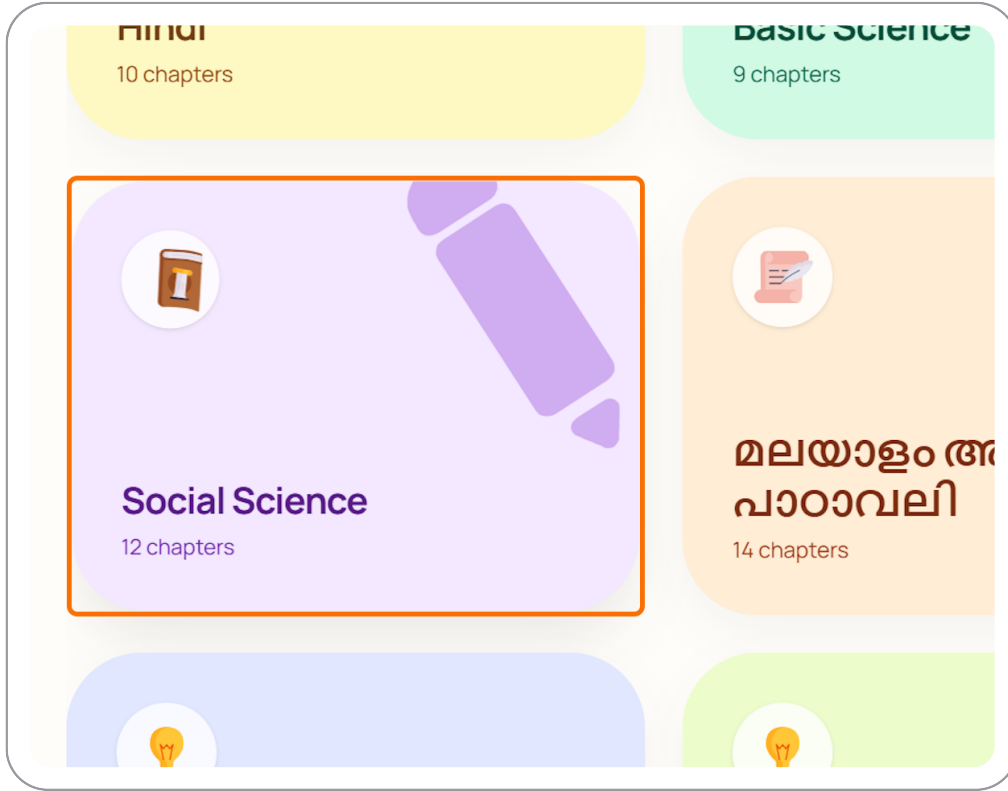 Hindi
10 chapters
Basic Science
9 chapters
Social Science
12 chapters
മലയാളം
പാഠാവലി
14 chapters